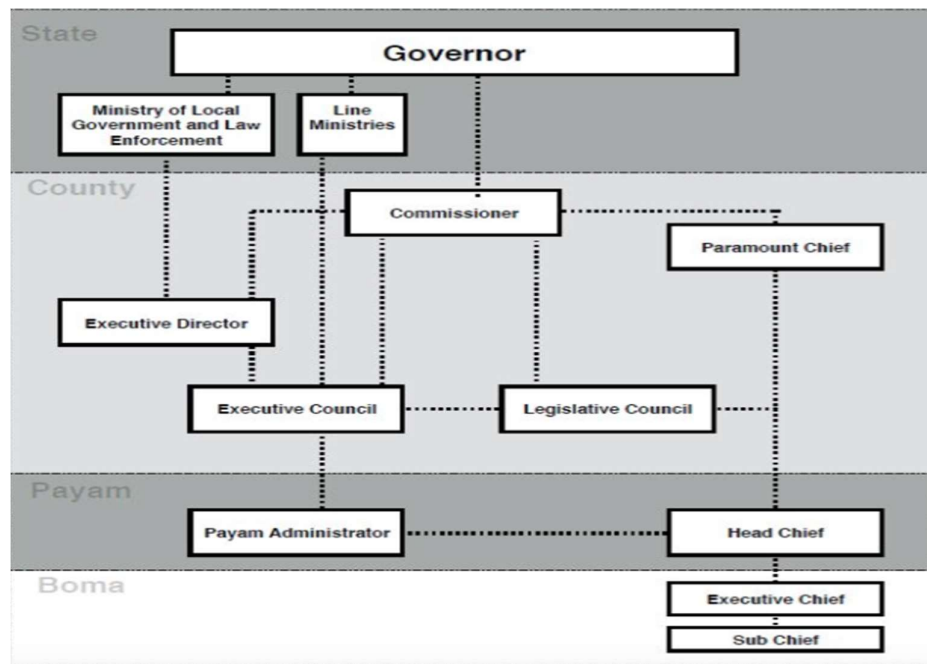 State
Governor
Ministry of Local
Government and Law
Enforcement
Line
Ministries
County
Commissioner
Paramount Chief
Executive Director
Executive Council
Legislative Council
Payam
Payam Administrator
Head Chief
Boma
Executive Chief
Sub Chief